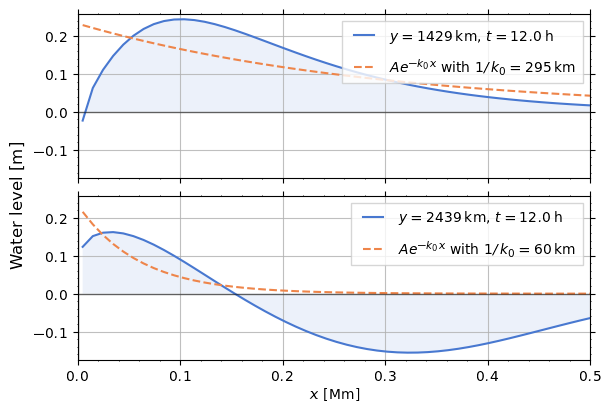 0.2
0.1
0.0
−0.1
y = 1429 km, t = 12.0 h
Ae^{−k₀x} with 1/k₀ = 295 km
Water level [m]
0.2
0.1
0.0
−0.1
y = 2439 km, t = 12.0 h
Ae^{−k₀x} with 1/k₀ = 60 km
0.0 0.1 0.2 0.3 0.4 0.5
x [Mm]